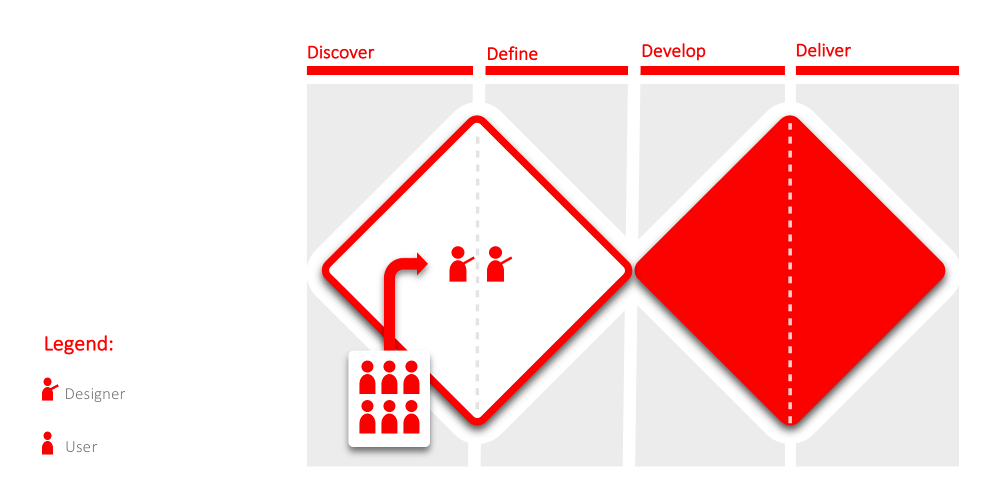 Discover
Define
Develop
Deliver
Legend:
Designer
User